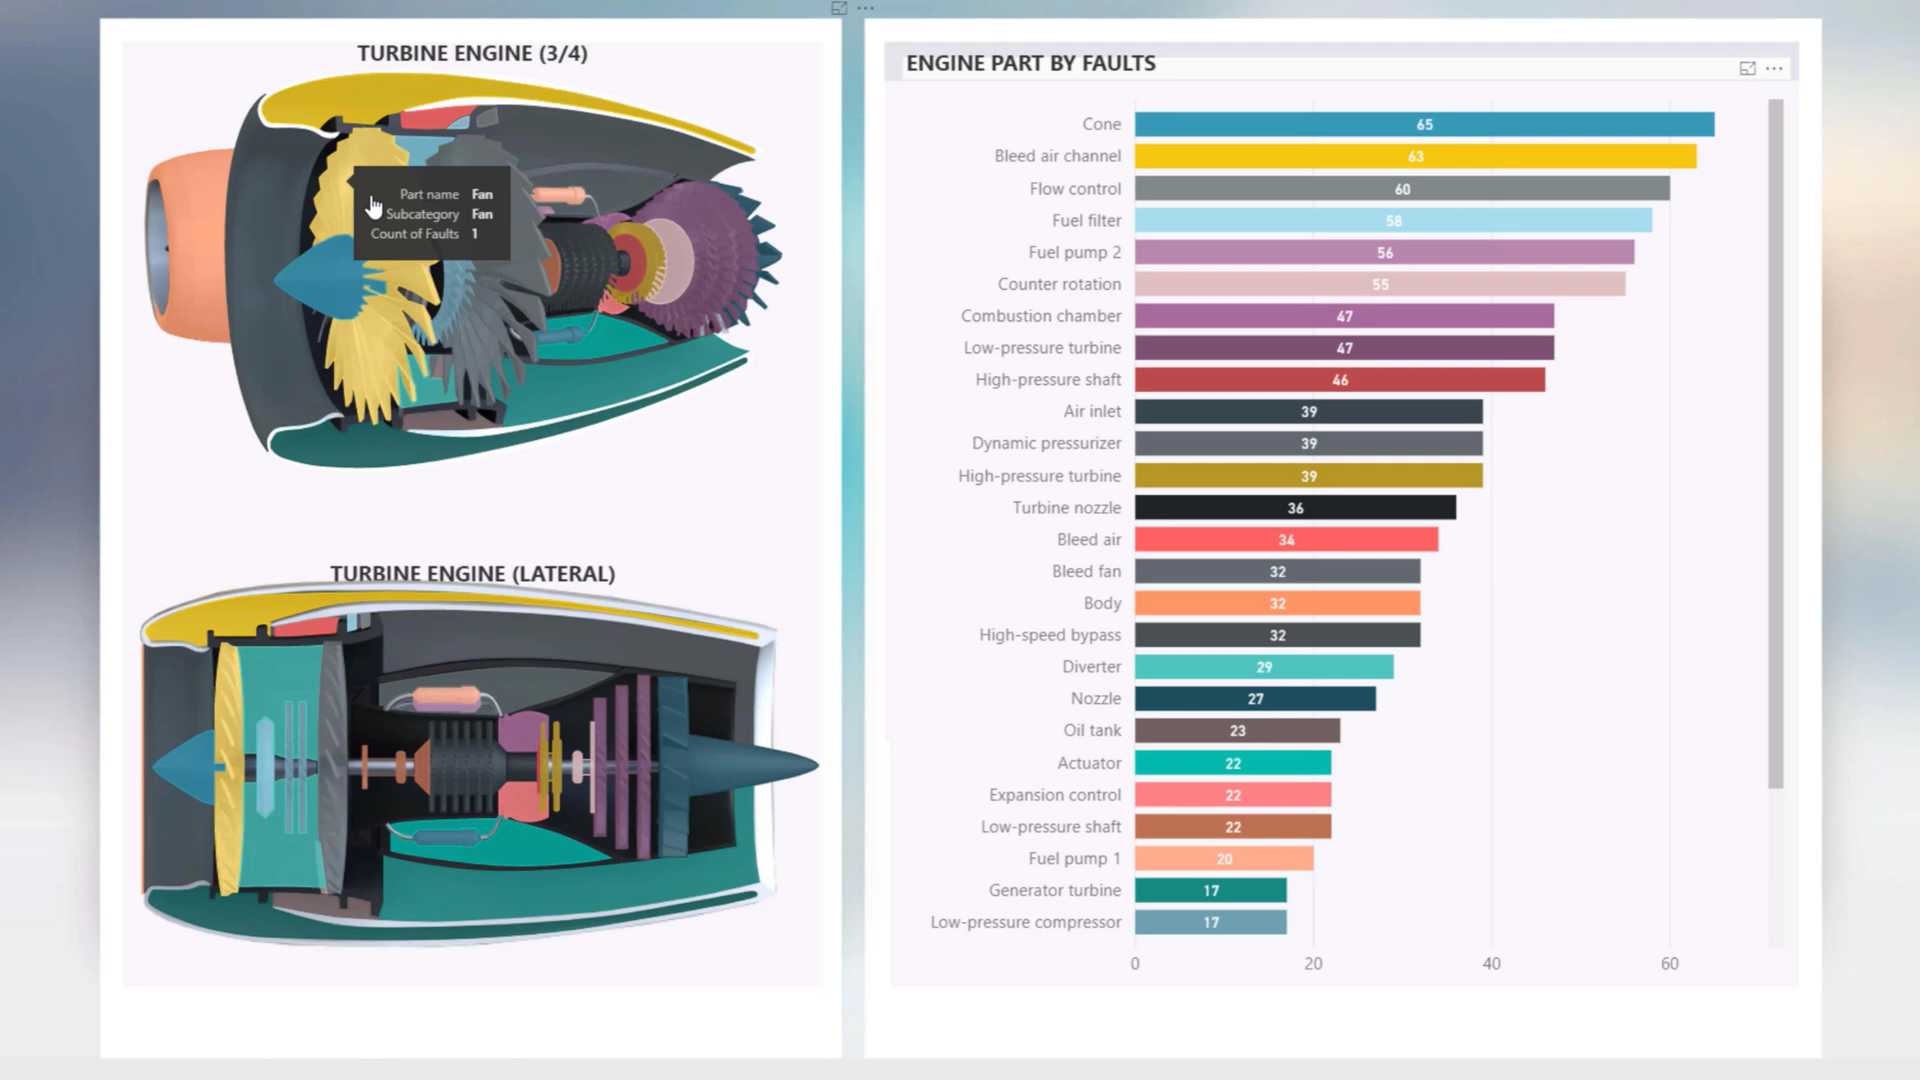 TURBINE ENGINE (3/4)
Part name Fan
Subcategory Fan
Count of Faults 1
TURBINE ENGINE (LATERAL)
ENGINE PART BY FAULTS
Cone 65
Bleed air channel 63
Flow control 60
Fuel filter 58
Fuel pump 2 56
Counter rotation 55
Combustion chamber 47
Low-pressure turbine 47
High-pressure shaft 46
Air inlet 39
Dynamic pressurizer 39
High-pressure turbine 39
Turbine nozzle 36
Bleed air 34
Bleed fan 32
Body 32
High-speed bypass 32
Diverter 29
Nozzle 27
Oil tank 23
Actuator 22
Expansion control 22
Low-pressure shaft 22
Fuel pump 1 20
Generator turbine 17
Low-pressure compressor 17
0 20 40 60